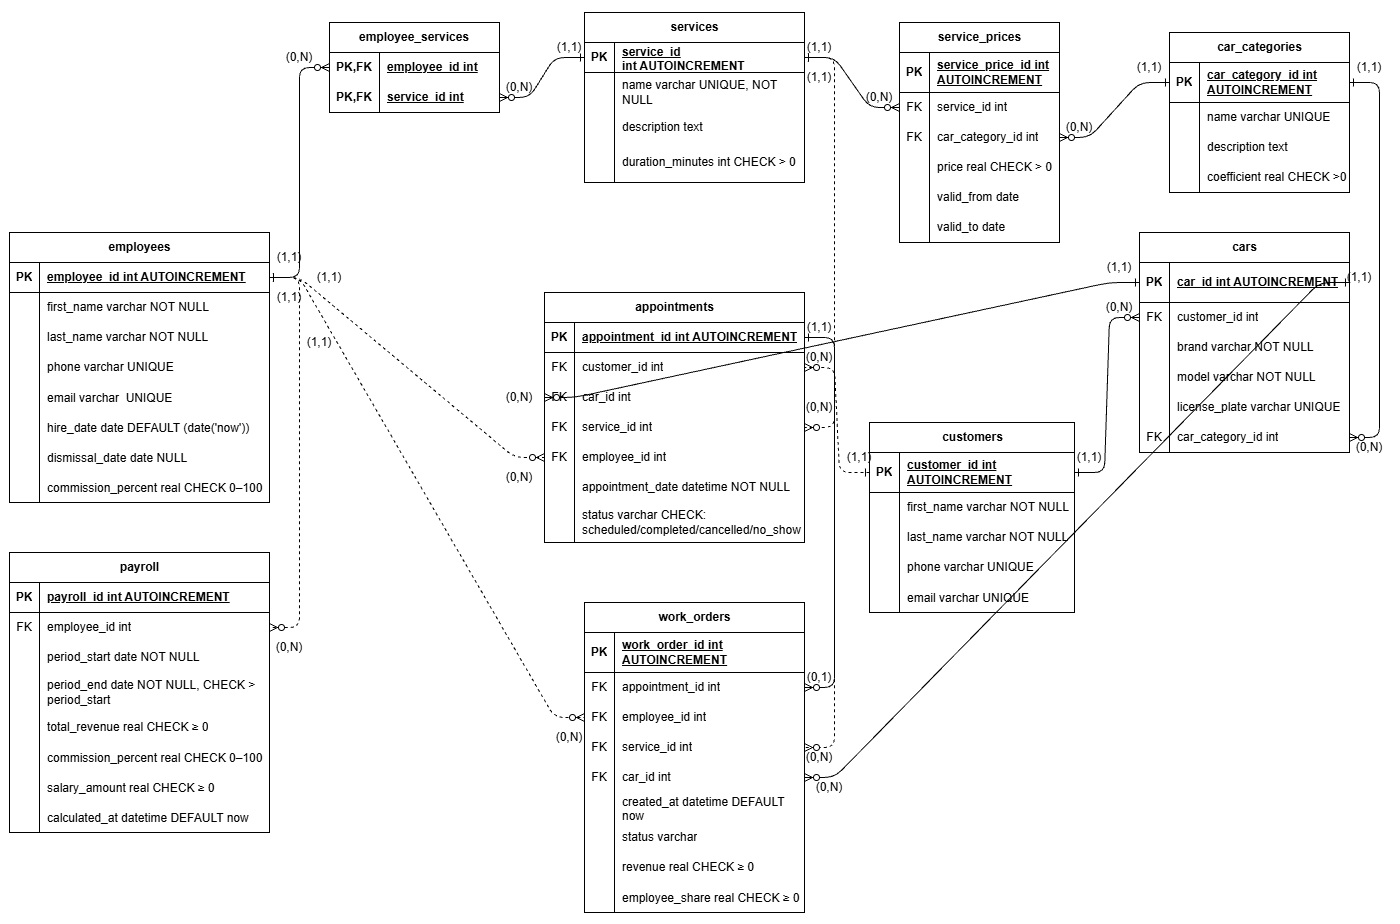 employee_services
PK,FK employee_id int
PK,FK service_id int
(0,N)
(0,N)
services
(1,1)
PK service_id
int AUTOINCREMENT
name varchar UNIQUE, NOT
NULL
description text
duration_minutes int CHECK > 0
(1,1)
(1,1)
service_prices
PK service_price_id int
AUTOINCREMENT
(0,N)
FK service_id int
FK car_category_id int
(0,N)
price real CHECK > 0
valid_from date
valid_to date
car_categories
(1,1)
PK car_category_id int
AUTOINCREMENT
(1,1)
name varchar UNIQUE
description text
coefficient real CHECK >0
employees
PK employee_id int AUTOINCREMENT
first_name varchar NOT NULL
last_name varchar NOT NULL
phone varchar UNIQUE
email varchar  UNIQUE
hire_date date DEFAULT (date('now'))
dismissal_date date NULL
commission_percent real CHECK 0–100
(1,1)
(1,1)
(1,1)
(1,1)
appointments
PK appointment_id int AUTOINCREMENT
(1,1)
FK customer_id int
(0,N)
(0,N)
FK car_id int
(0,N)
FK service_id int
FK employee_id int
(0,N)
appointment_date datetime NOT NULL
status varchar CHECK:
scheduled/completed/cancelled/no_show
cars
(1,1)
PK car_id int AUTOINCREMENT
(1,1)
(0,N)
FK customer_id int
brand varchar NOT NULL
model varchar NOT NULL
license_plate varchar UNIQUE
FK car_category_id int
(0,N)
customers
(1,1)
PK customer_id int
AUTOINCREMENT
(1,1)
first_name varchar NOT NULL
last_name varchar NOT NULL
phone varchar UNIQUE
email varchar UNIQUE
payroll
PK payroll_id int AUTOINCREMENT
FK employee_id int
(0,N)
period_start date NOT NULL
period_end date NOT NULL, CHECK >
period_start
total_revenue real CHECK ≥ 0
commission_percent real CHECK 0–100
salary_amount real CHECK ≥ 0
calculated_at datetime DEFAULT now
work_orders
PK work_order_id int
AUTOINCREMENT
FK appointment_id int
(0,1)
FK employee_id int
(0,N)
FK service_id int
(0,N)
FK car_id int
(0,N)
created_at datetime DEFAULT
now
status varchar
revenue real CHECK ≥ 0
employee_share real CHECK ≥ 0